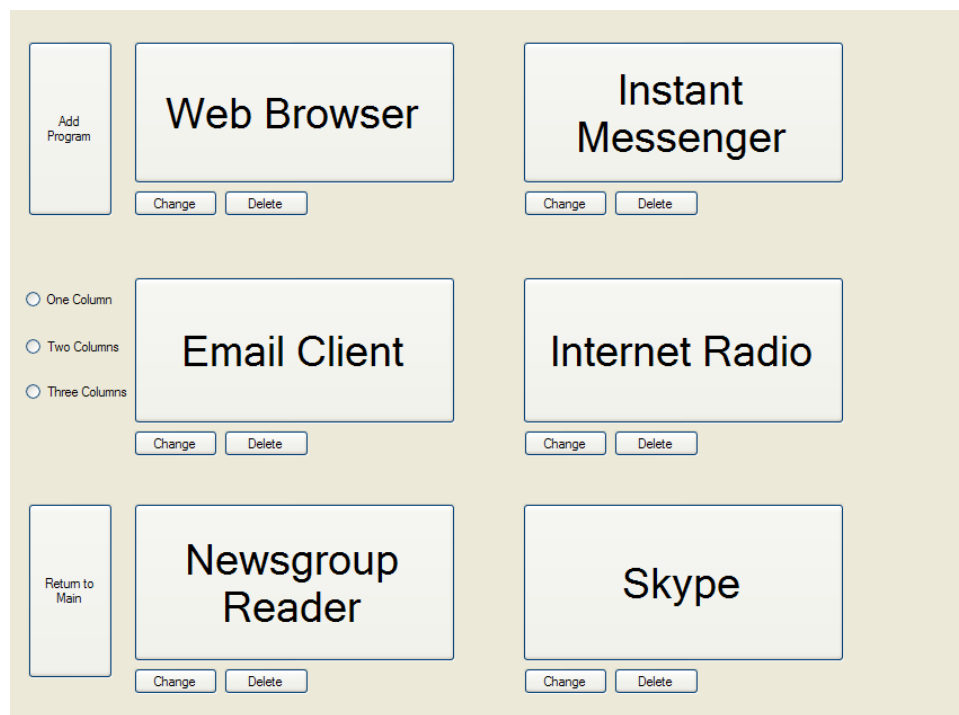 Add
Program
Web Browser
Instant
Messenger
Change
Delete
Change
Delete
One Column
Two Columns
Three Columns
Email Client
Internet Radio
Change
Delete
Change
Delete
Return to
Main
Newsgroup
Reader
Skype
Change
Delete
Change
Delete